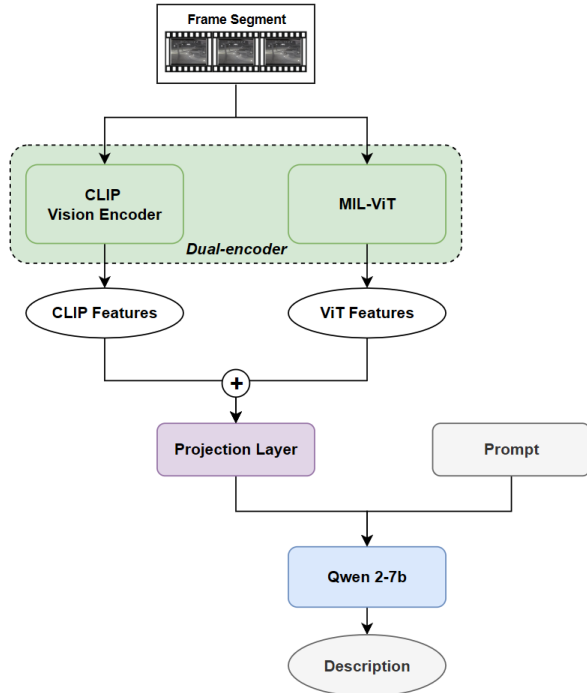 Frame Segment
CLIP
Vision Encoder
MIL-ViT
Dual-encoder
CLIP Features
ViT Features
+
Projection Layer
Prompt
Qwen 2-7b
Description